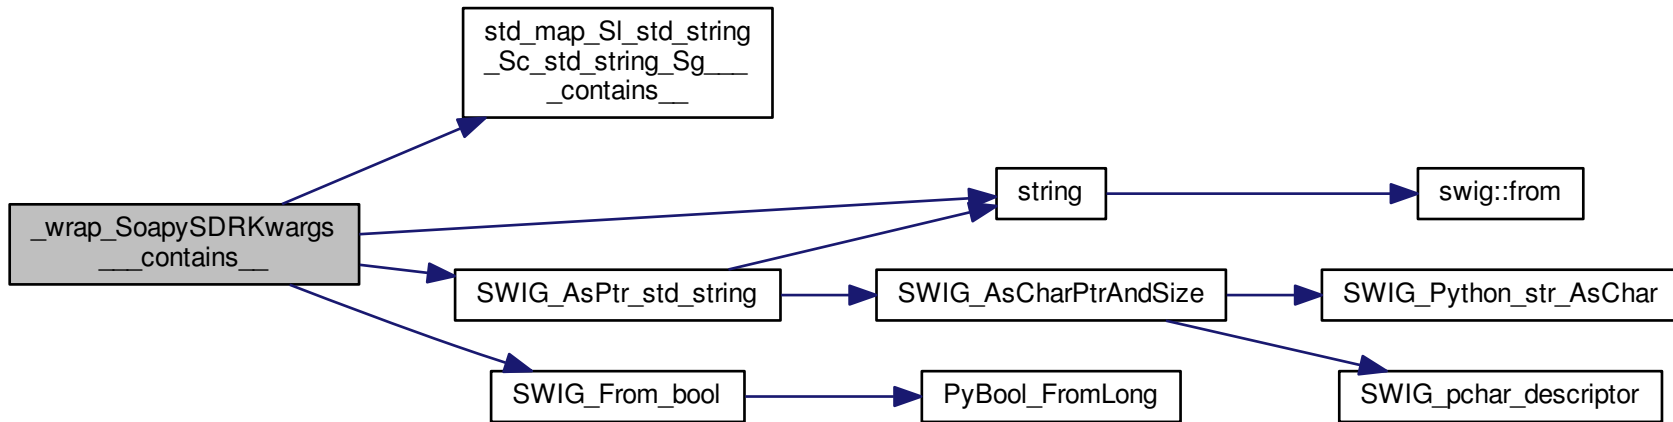 std_map_Sl_std_string
_Sc_std_string_Sg___
_contains__
string
swig::from
_wrap_SoapySDRKwargs
___contains__
SWIG_AsPtr_std_string
SWIG_AsCharPtrAndSize
SWIG_Python_str_AsChar
SWIG_From_bool
PyBool_FromLong
SWIG_pchar_descriptor